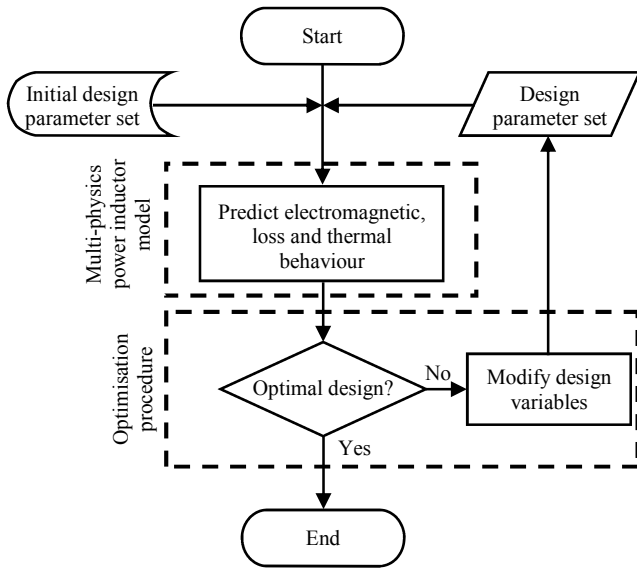 Start
Initial design
parameter set
Design
parameter set
Multi-physics
power inductor
model
Predict electromagnetic,
loss and thermal
behaviour
Optimisation
procedure
Optimal design?
No
Modify design
variables
Yes
End